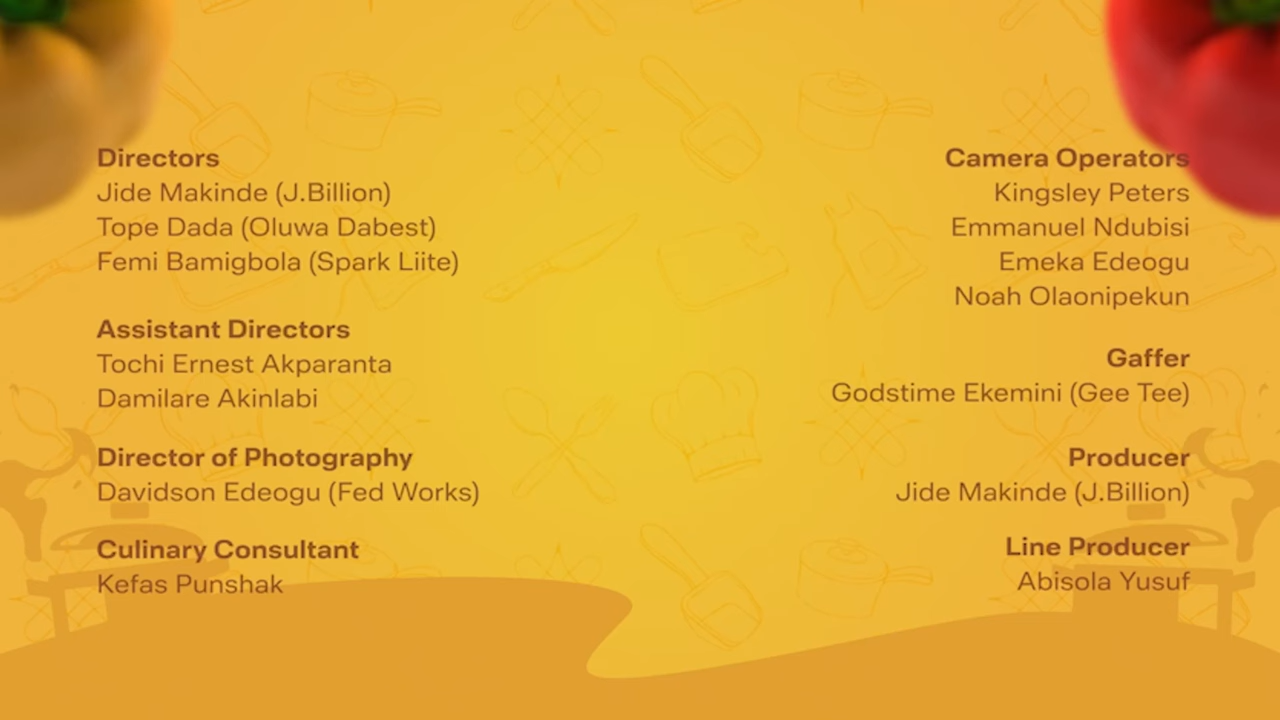 Directors
Jide Makinde (J.Billion)
Tope Dada (Oluwa Dabest)
Femi Bamigbola (Spark Liite)
Assistant Directors
Tochi Ernest Akparanta
Damilare Akinlabi
Director of Photography
Davidson Edeogu (Fed Works)
Culinary Consultant
Kefas Punshak
Camera Operators
Kingsley Peters
Emmanuel Ndubisi
Emeka Edeogu
Noah Olaonipekun
Gaffer
Godstime Ekemini (Gee Tee)
Producer
Jide Makinde (J.Billion)
Line Producer
Abisola Yusuf